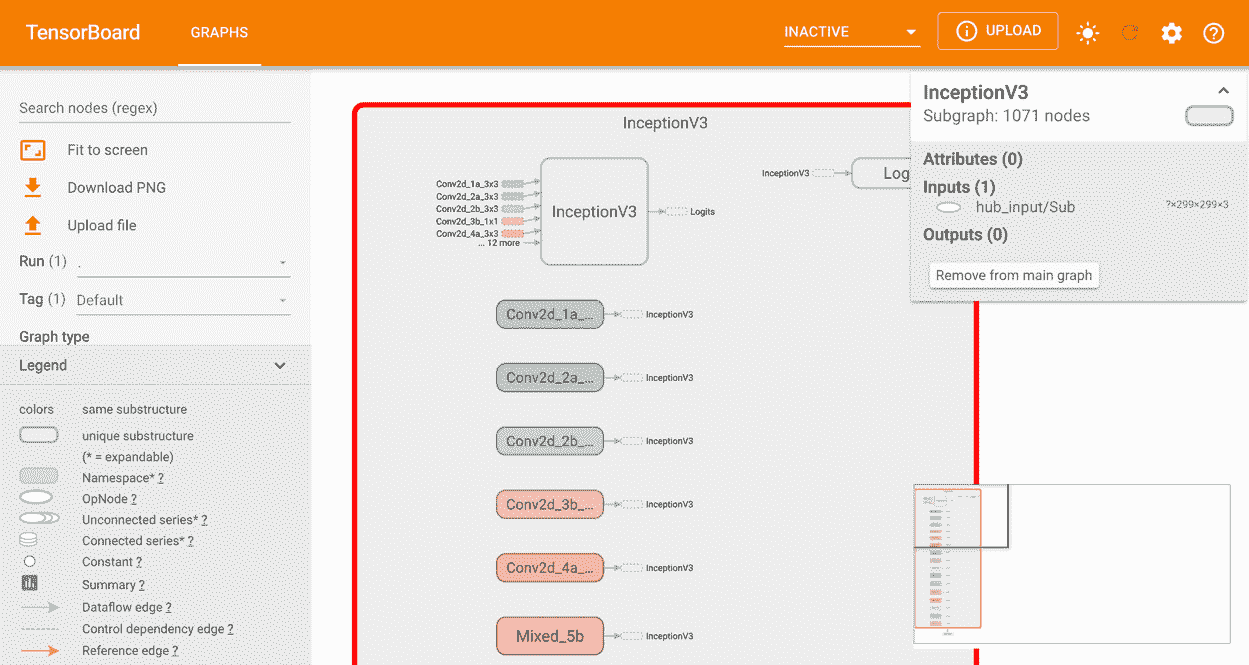 TensorBoard
GRAPHS
INACTIVE
UPLOAD
Search nodes (regex)
Fit to screen
Download PNG
Upload file
Run (1) .
Tag (1) Default
Graph type
Legend
colors same substructure
unique substructure
(* = expandable)
Namespace* ?
OpNode ?
Unconnected series* ?
Connected series* ?
Constant ?
Summary ?
Dataflow edge ?
Control dependency edge ?
Reference edge ?
InceptionV3
Conv2d_1a_3x3
Conv2d_2a_3x3
Conv2d_2b_3x3
Conv2d_3b_1x1
Conv2d_4a_3x3
... 12 more
InceptionV3
Logits
InceptionV3
Log
Conv2d_1a_... InceptionV3
Conv2d_2a_... InceptionV3
Conv2d_2b_... InceptionV3
Conv2d_3b_... InceptionV3
Conv2d_4a_... InceptionV3
Mixed_5b InceptionV3
InceptionV3
Subgraph: 1071 nodes
Attributes (0)
Inputs (1)
hub_input/Sub ?×299×299×3
Outputs (0)
Remove from main graph